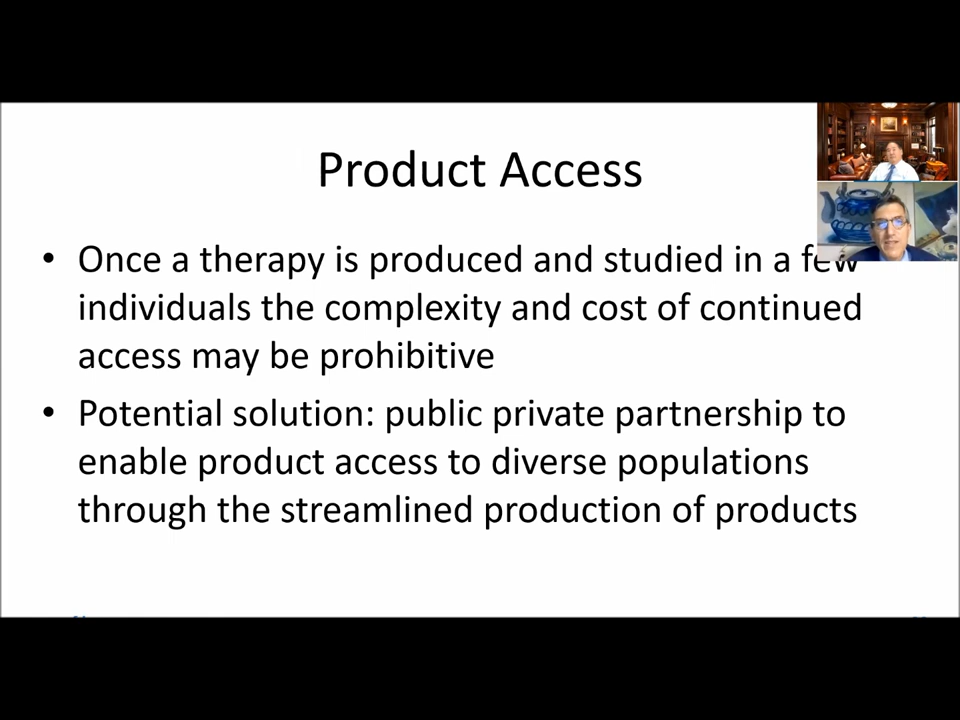 Product Access
• Once a therapy is produced and studied in a few
individuals the complexity and cost of continued
access may be prohibitive
• Potential solution: public private partnership to
enable product access to diverse populations
through the streamlined production of products